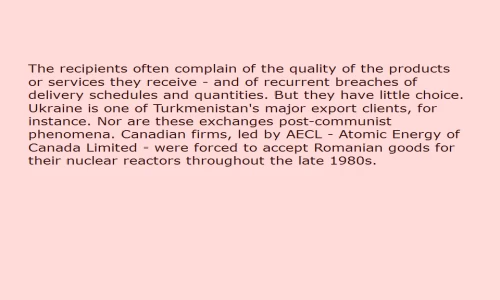 The recipients often complain of the quality of the products
or services they receive - and of recurrent breaches of
delivery schedules and quantities. But they have little choice.
Ukraine is one of Turkmenistan's major export clients, for
instance. Nor are these exchanges post-communist
phenomena. Canadian firms, led by AECL - Atomic Energy of
Canada Limited - were forced to accept Romanian goods for
their nuclear reactors throughout the late 1980s.